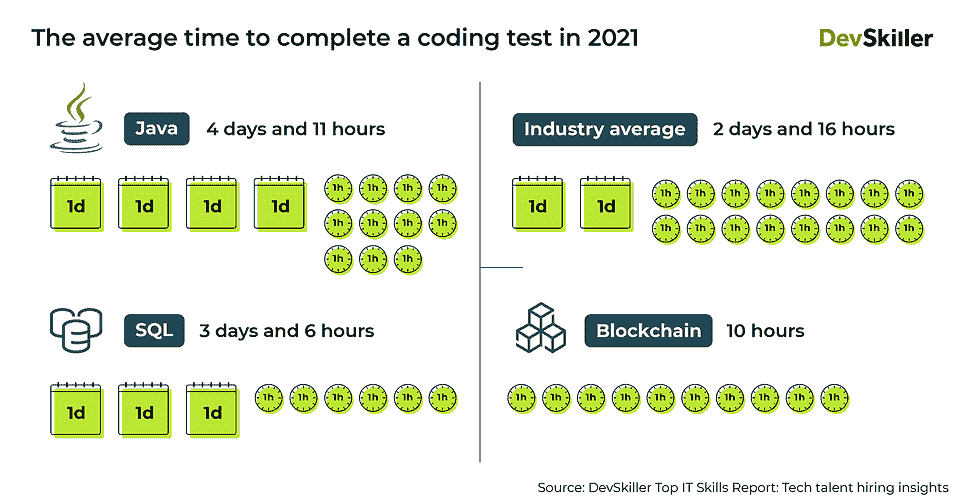 The average time to complete a coding test in 2021
DevSkiller
Java 4 days and 11 hours
1d 1d 1d 1d 1h 1h 1h 1h
1h 1h 1h 1h
1h 1h 1h
Industry average 2 days and 16 hours
1d 1d 1h 1h 1h 1h 1h 1h 1h 1h
1h 1h 1h 1h 1h 1h 1h 1h
SQL 3 days and 6 hours
1d 1d 1d 1h 1h 1h 1h 1h 1h
Blockchain 10 hours
1h 1h 1h 1h 1h 1h 1h 1h 1h 1h
Source: DevSkiller Top IT Skills Report: Tech talent hiring insights